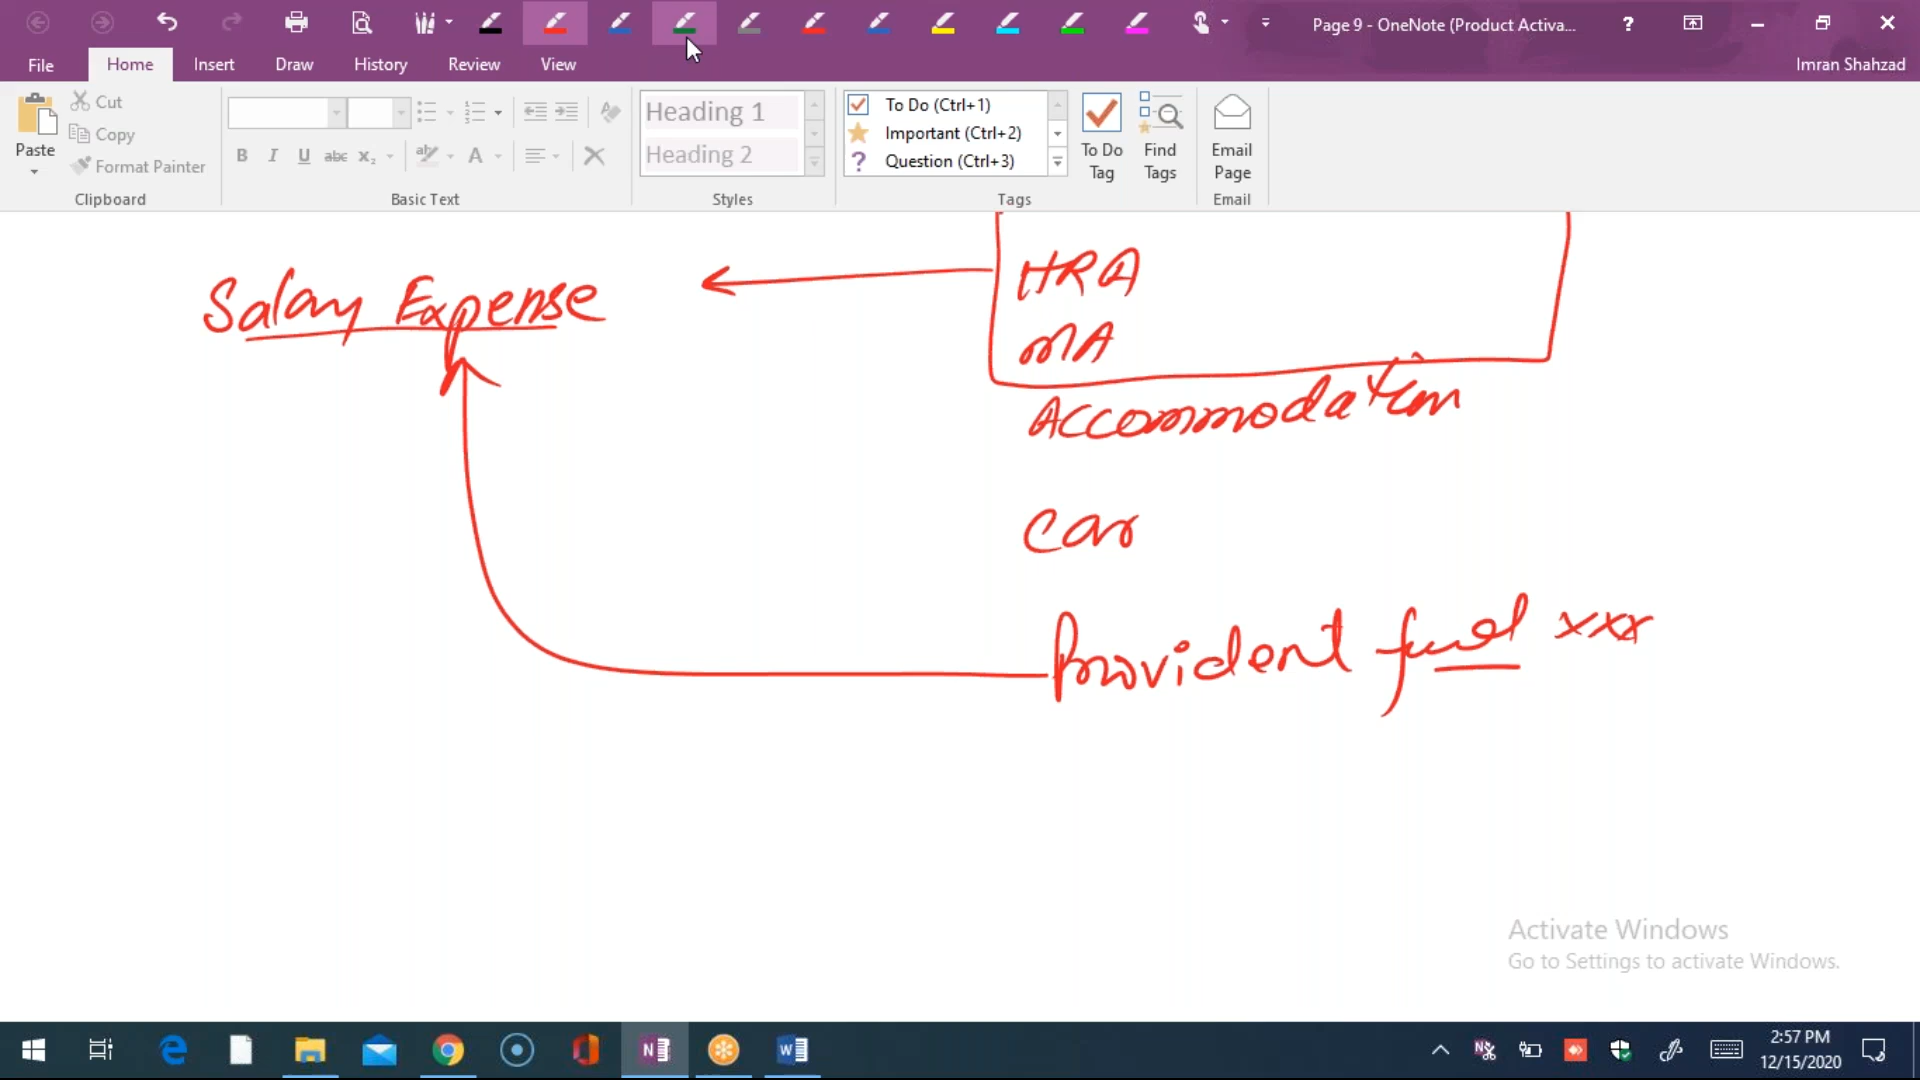 Page 9 - OneNote (Product Activa...
?
File Home Insert Draw History Review View Imran Shahzad
Paste
Cut
Copy
Format Painter
Clipboard
B I U abc x₂ ab A
Basic Text
Heading 1
Heading 2
Styles
To Do (Ctrl+1)
Important (Ctrl+2)
? Question (Ctrl+3)
To Do Tag
Find Tags
Tags
Email Page
Email
HRA
Salary Expense
MA
Accommodation
Car
Provident fund xxx
Activate Windows
Go to Settings to activate Windows.
2:57 PM
12/15/2020